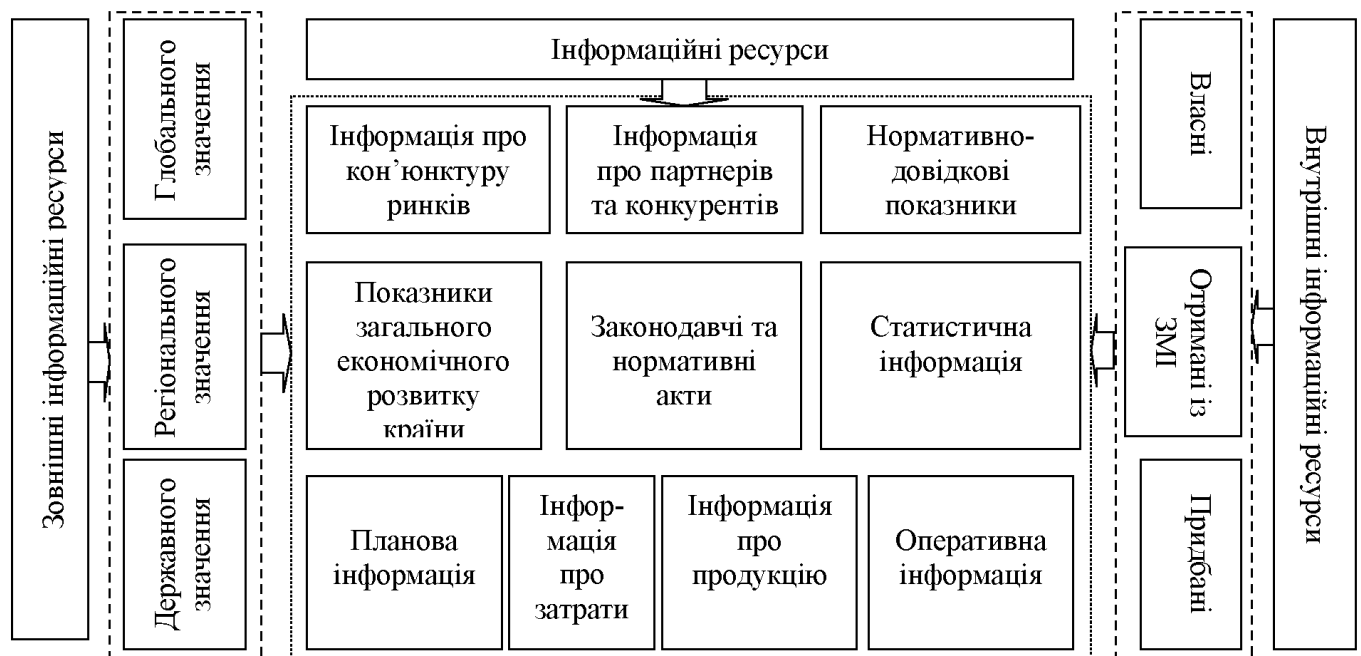 Зовнішні інформаційні ресурси
Глобального
значення
Регіонального
значення
Державного
значення
Інформаційні ресурси
Інформація про
кон’юнктуру
ринків
Інформація
про партнерів
та конкурентів
Нормативно-
довідкові
показники
Показники
загального
економічного
розвитку
країни
Законодавчі та
нормативні
акти
Статистична
інформація
Планова
інформація
Інфор-
мація
про
затрати
Інформація
про
продукцію
Оперативна
інформація
Власні
Отримані із
ЗМІ
Придбані
Внутрішні інформаційні ресурси